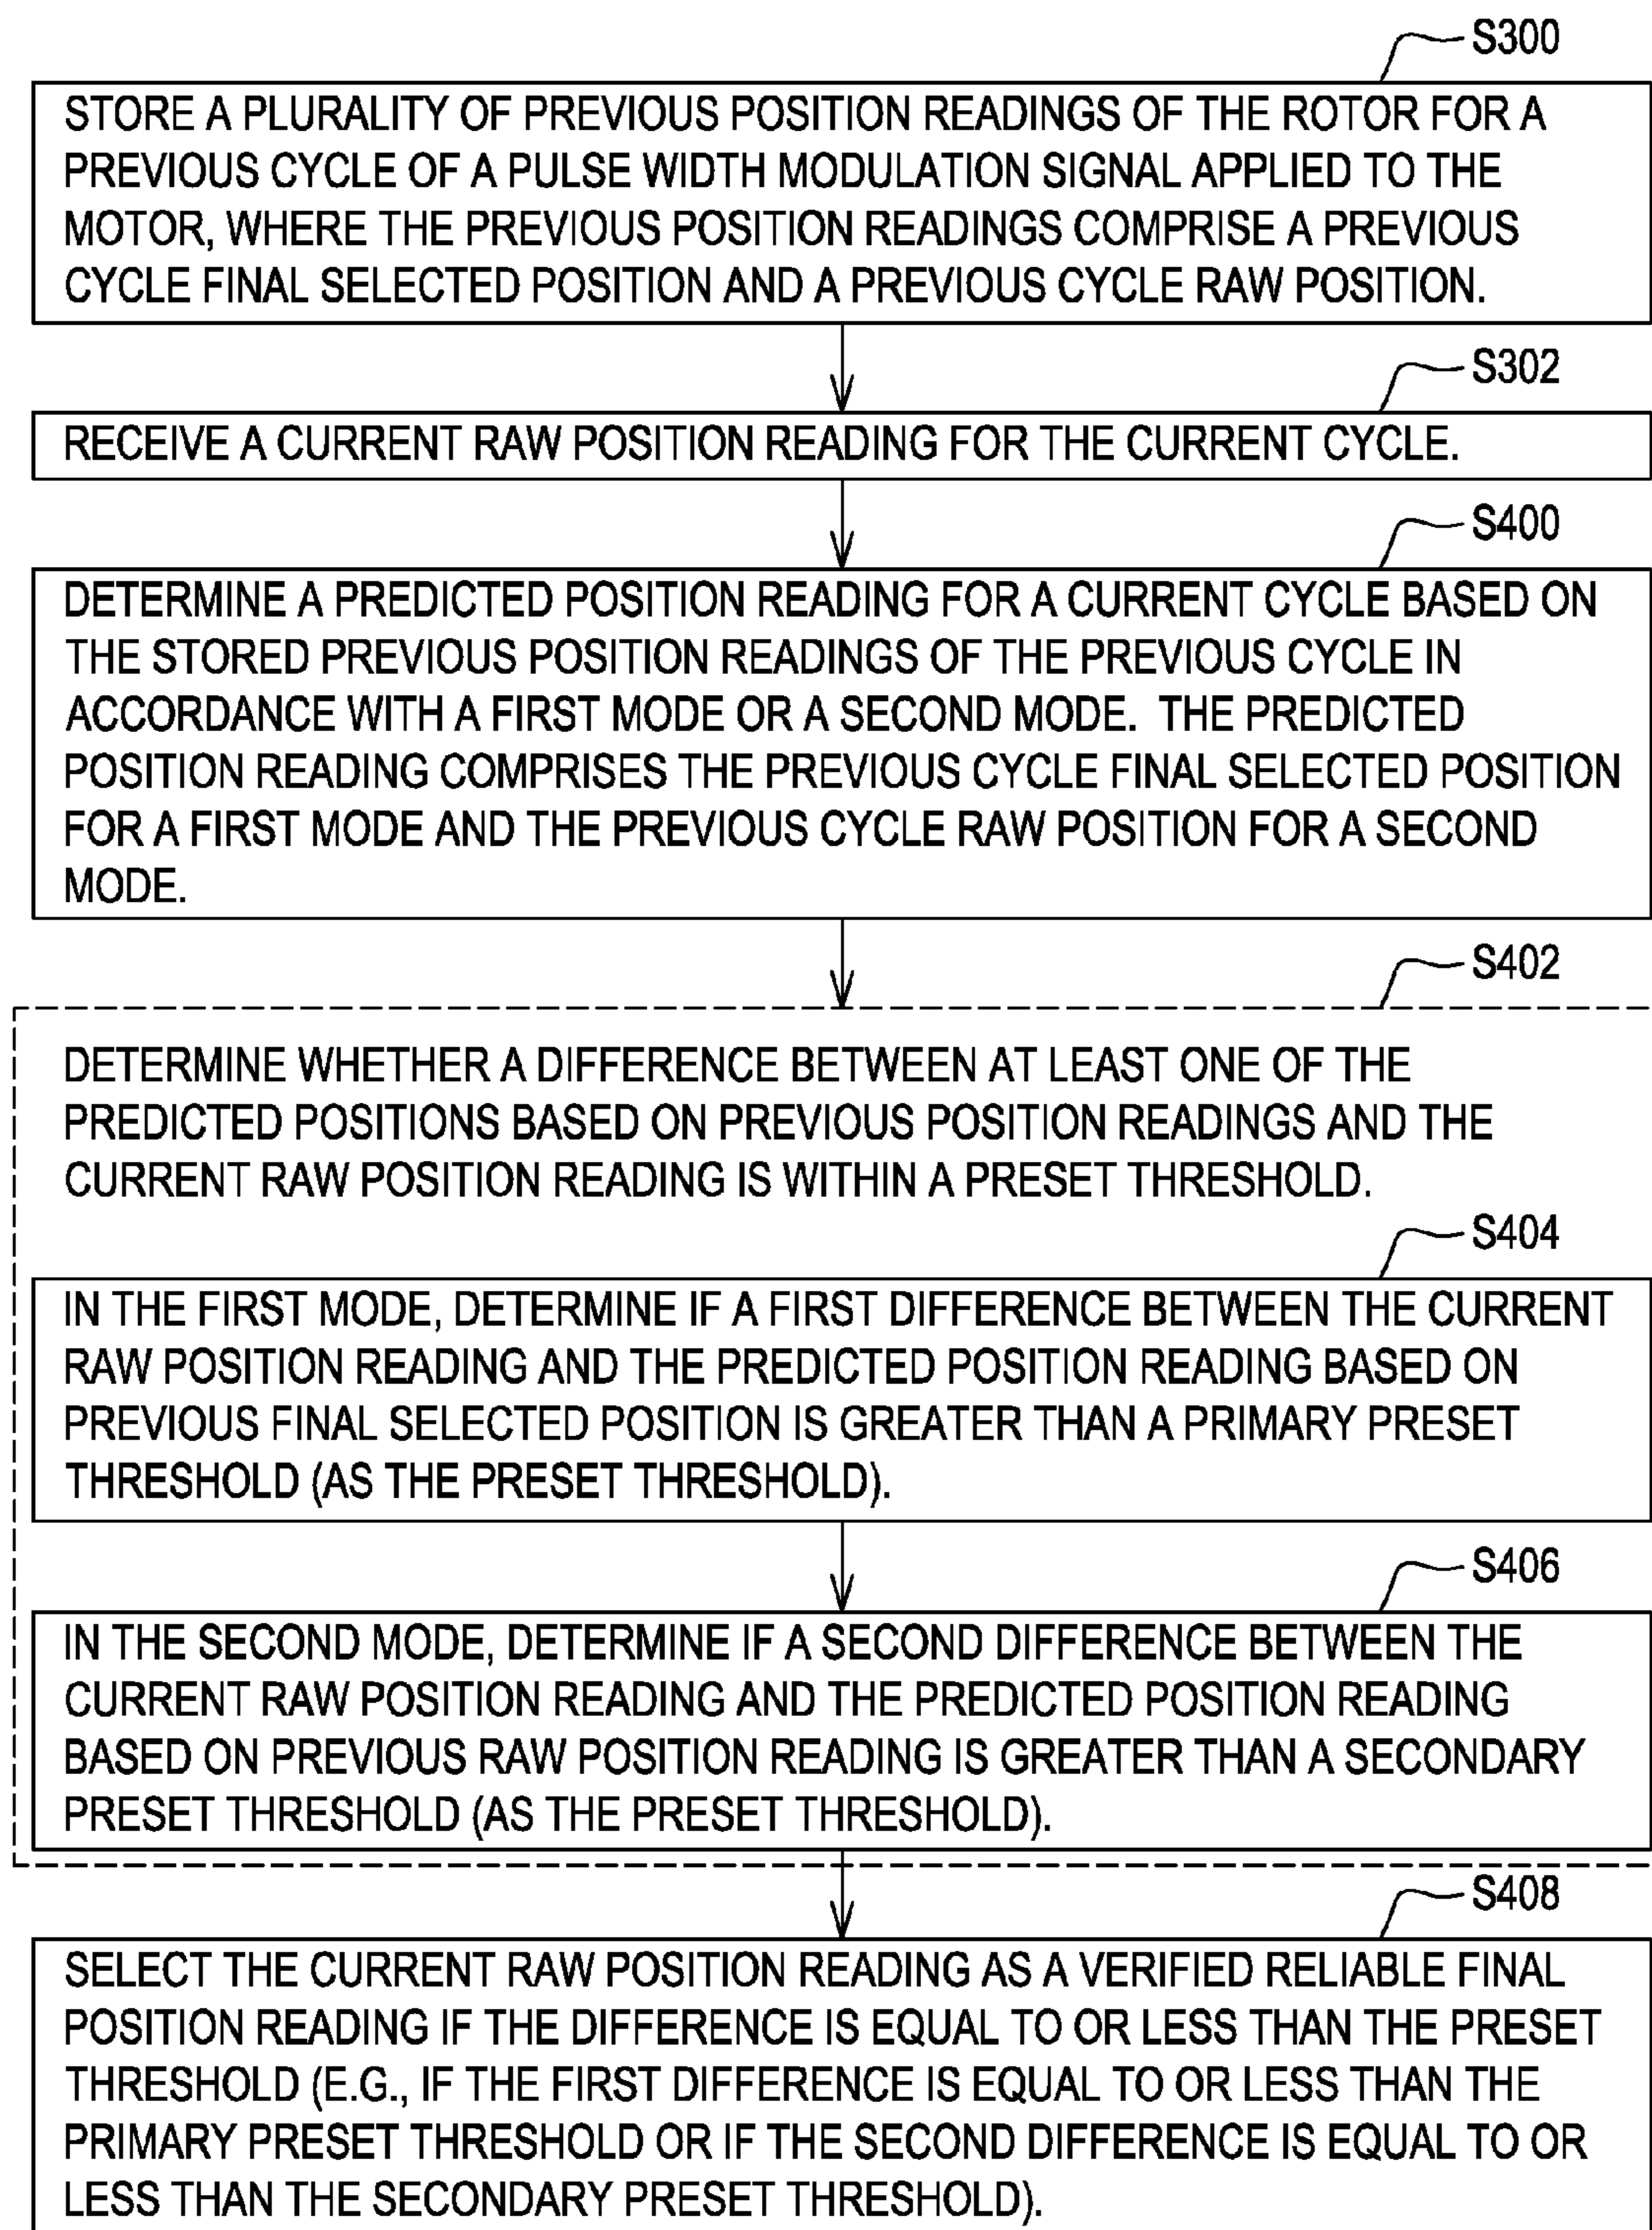 S300
STORE A PLURALITY OF PREVIOUS POSITION READINGS OF THE ROTOR FOR A
PREVIOUS CYCLE OF A PULSE WIDTH MODULATION SIGNAL APPLIED TO THE
MOTOR, WHERE THE PREVIOUS POSITION READINGS COMPRISE A PREVIOUS
CYCLE FINAL SELECTED POSITION AND A PREVIOUS CYCLE RAW POSITION.
S302
RECEIVE A CURRENT RAW POSITION READING FOR THE CURRENT CYCLE.
S400
DETERMINE A PREDICTED POSITION READING FOR A CURRENT CYCLE BASED ON
THE STORED PREVIOUS POSITION READINGS OF THE PREVIOUS CYCLE IN
ACCORDANCE WITH A FIRST MODE OR A SECOND MODE. THE PREDICTED
POSITION READING COMPRISES THE PREVIOUS CYCLE FINAL SELECTED POSITION
FOR A FIRST MODE AND THE PREVIOUS CYCLE RAW POSITION FOR A SECOND
MODE.
S402
DETERMINE WHETHER A DIFFERENCE BETWEEN AT LEAST ONE OF THE
PREDICTED POSITIONS BASED ON PREVIOUS POSITION READINGS AND THE
CURRENT RAW POSITION READING IS WITHIN A PRESET THRESHOLD.
S404
IN THE FIRST MODE, DETERMINE IF A FIRST DIFFERENCE BETWEEN THE CURRENT
RAW POSITION READING AND THE PREDICTED POSITION READING BASED ON
PREVIOUS FINAL SELECTED POSITION IS GREATER THAN A PRIMARY PRESET
THRESHOLD (AS THE PRESET THRESHOLD).
S406
IN THE SECOND MODE, DETERMINE IF A SECOND DIFFERENCE BETWEEN THE
CURRENT RAW POSITION READING AND THE PREDICTED POSITION READING
BASED ON PREVIOUS RAW POSITION READING IS GREATER THAN A SECONDARY
PRESET THRESHOLD (AS THE PRESET THRESHOLD).
S408
SELECT THE CURRENT RAW POSITION READING AS A VERIFIED RELIABLE FINAL
POSITION READING IF THE DIFFERENCE IS EQUAL TO OR LESS THAN THE PRESET
THRESHOLD (E.G., IF THE FIRST DIFFERENCE IS EQUAL TO OR LESS THAN THE
PRIMARY PRESET THRESHOLD OR IF THE SECOND DIFFERENCE IS EQUAL TO OR
LESS THAN THE SECONDARY PRESET THRESHOLD).